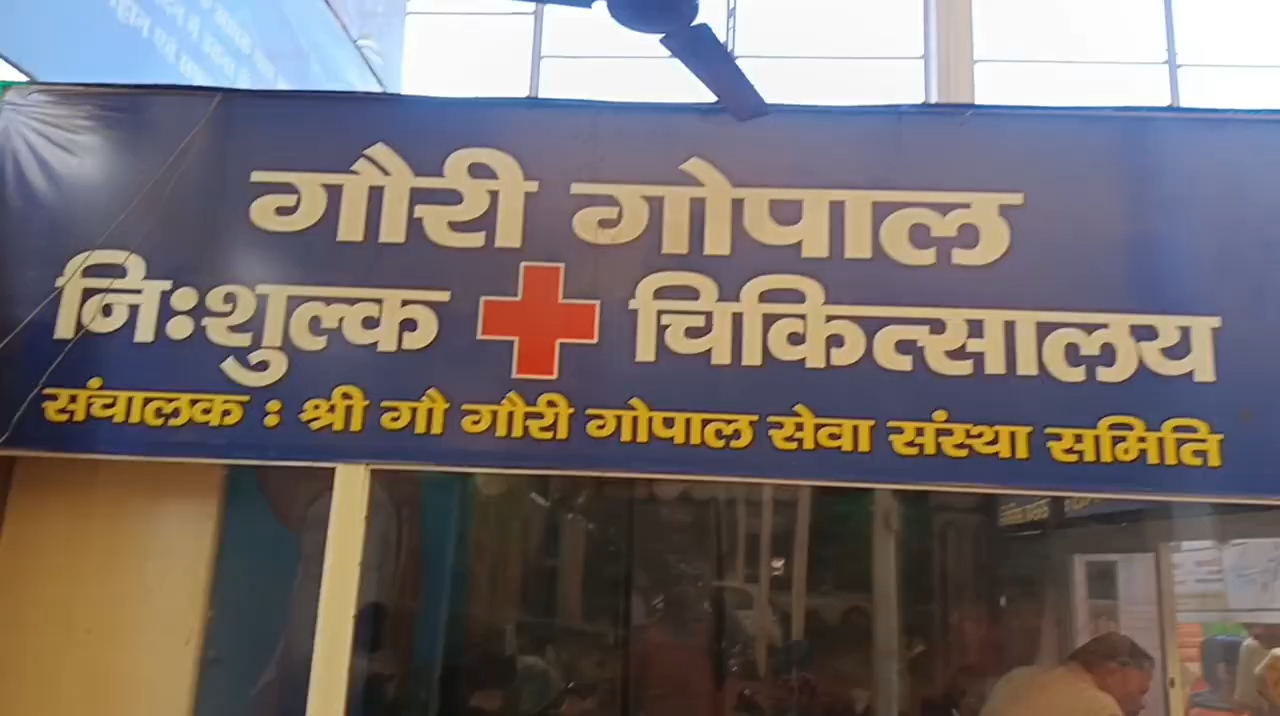 गौरी गोपाल
निःशुल्क चिकित्सालय
संचालक : श्री गौ गौरी गोपाल सेवा संस्था समिति